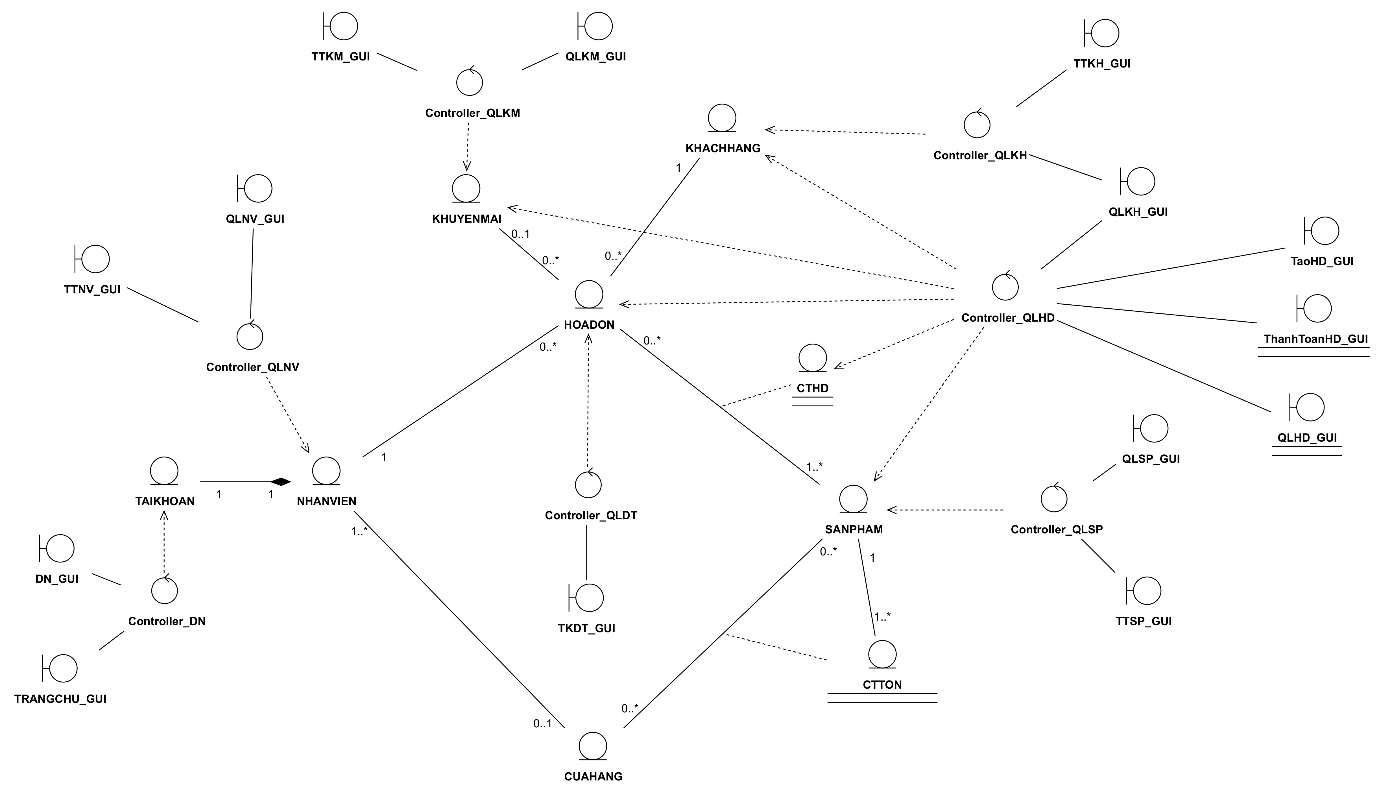 TTKM_GUI
QLKM_GUI
TTKH_GUI
Controller_QLKM
KHACHHANG
1
Controller_QLKH
KHUYENMAI
0..1
0..*
QLNV_GUI
QLKH_GUI
0..*
TaoHD_GUI
TTNV_GUI
HOADON
0..*
0..*
Controller_QLHD
ThanhToanHD_GUI
Controller_QLNV
CTHD
QLHD_GUI
1
1..*
QLSP_GUI
TAIKHOAN
1
1
NHANVIEN
1..*
Controller_QLDT
SANPHAM
0..*
1
Controller_QLSP
DN_GUI
Controller_DN
TKDT_GUI
1..*
TTSP_GUI
TRANGCHU_GUI
CTTON
0..1
0..*
CUAHANG